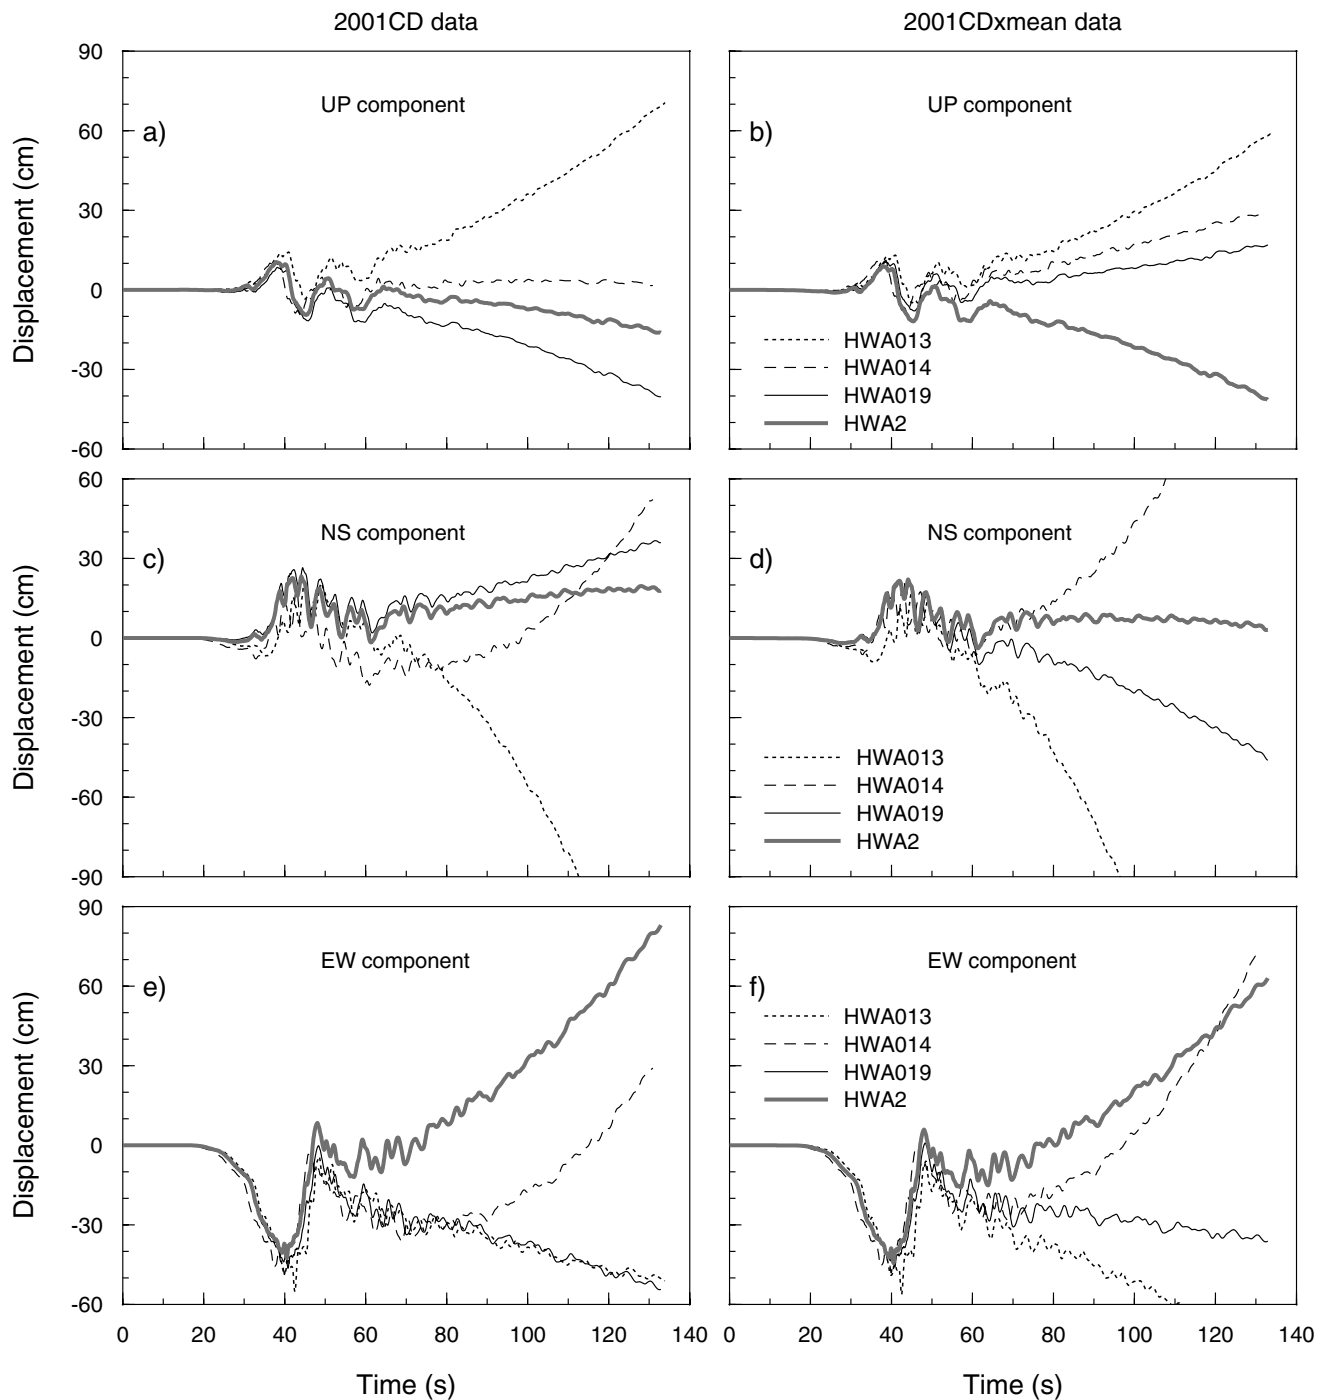 2001CD data 2001CDxmean data
90
60
30
0
-30
-60
Displacement (cm)
a)
UP component
b)
UP component
HWA013
HWA014
HWA019
HWA2
60
30
0
-30
-60
-90
Displacement (cm)
c)
NS component
d)
NS component
HWA013
HWA014
HWA019
HWA2
90
60
30
0
-30
-60
Displacement (cm)
e)
EW component
f)
EW component
HWA013
HWA014
HWA019
HWA2
0 20 40 60 80 100 120 140 0 20 40 60 80 100 120 140
Time (s) Time (s)